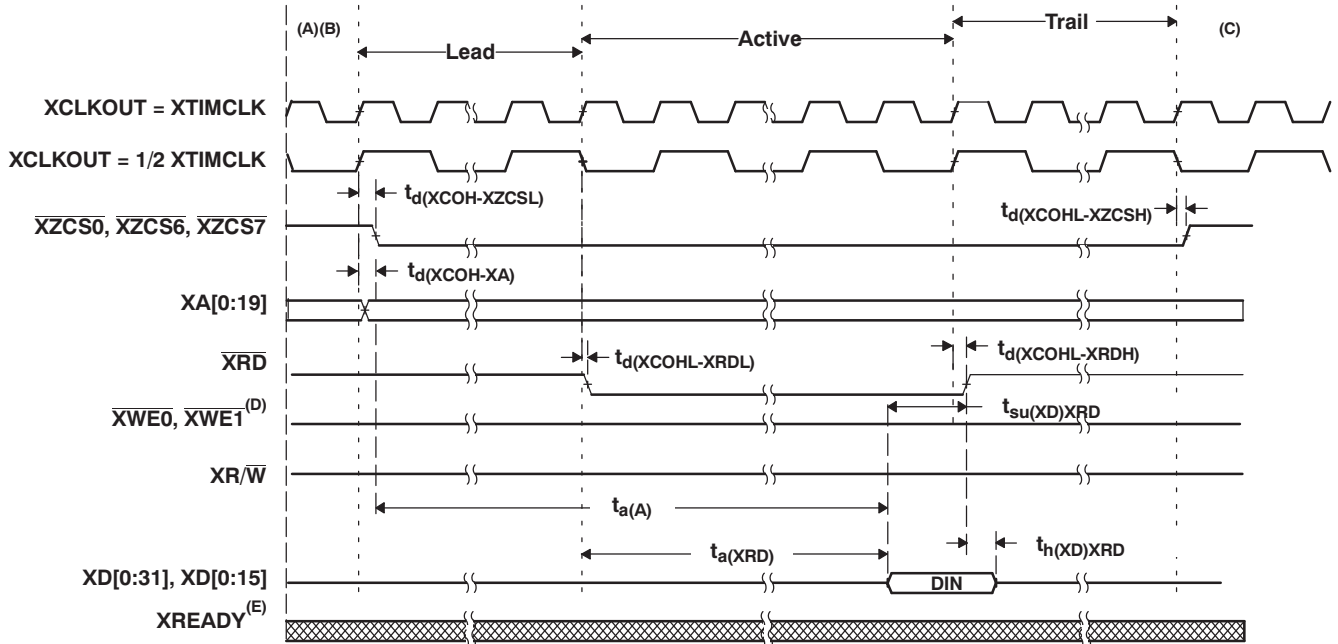 (A)(B)
Lead
Active
Trail
(C)
XCLKOUT = XTIMCLK
XCLKOUT = 1/2 XTIMCLK
td(XCOH-XZCSL)
td(XCOHL-XZCSH)
XZCS0, XZCS6, XZCS7
td(XCOH-XA)
XA[0:19]
XRD
td(XCOHL-XRDL)
td(XCOHL-XRDH)
XWE0, XWE1(D)
tsu(XD)XRD
XR/W
ta(A)
ta(XRD)
th(XD)XRD
XD[0:31], XD[0:15]
DIN
XREADY(E)